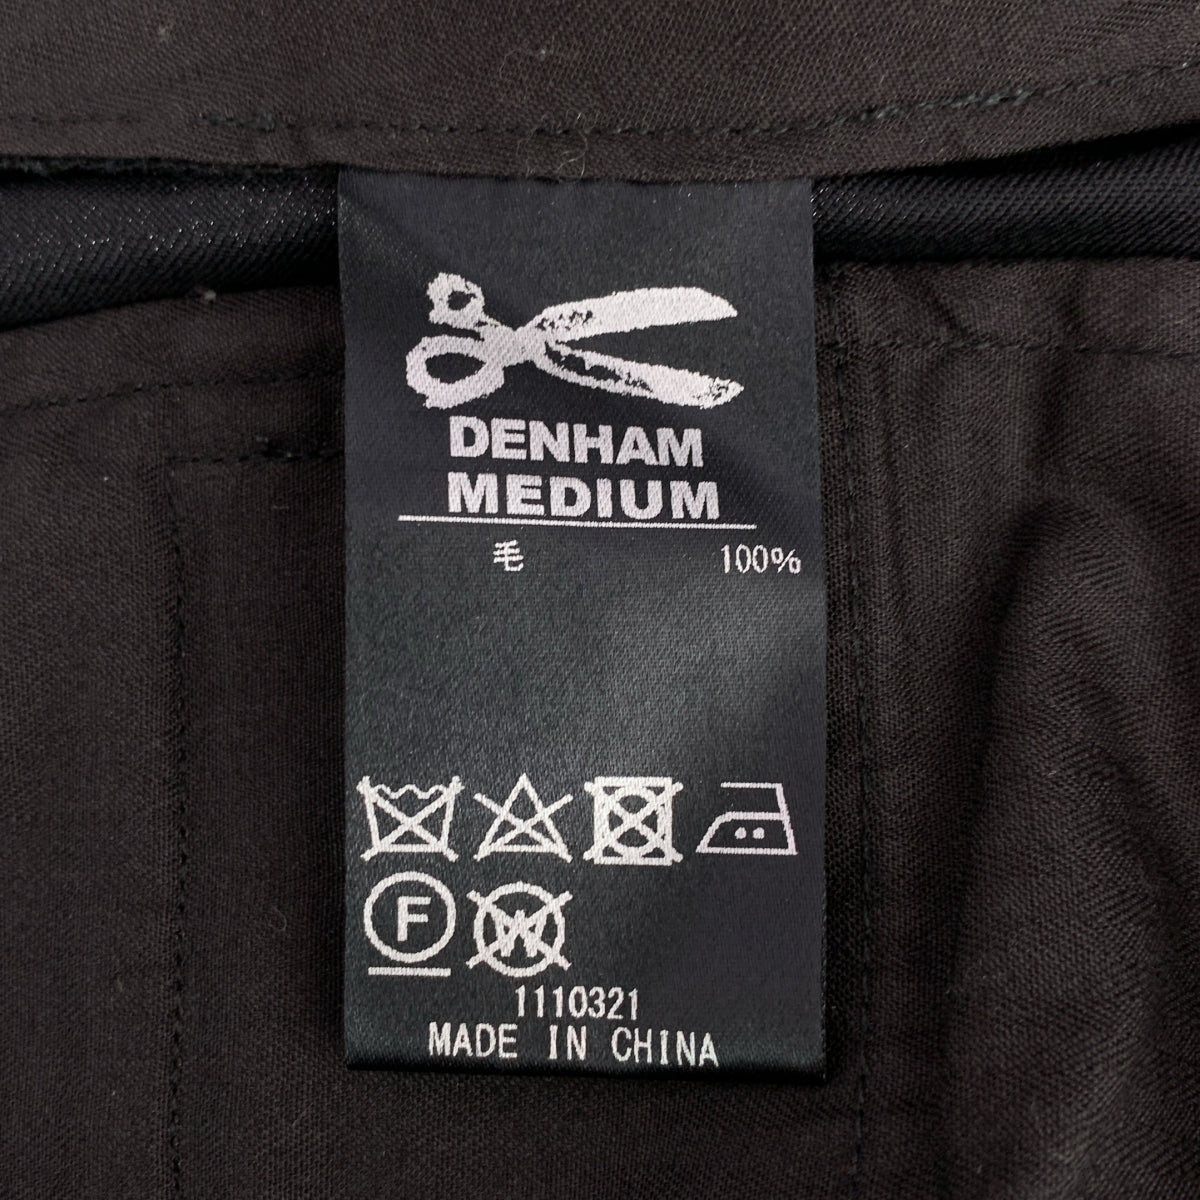 DENHAM
MEDIUM
毛 100%
F
W
1110321
MADE IN CHINA